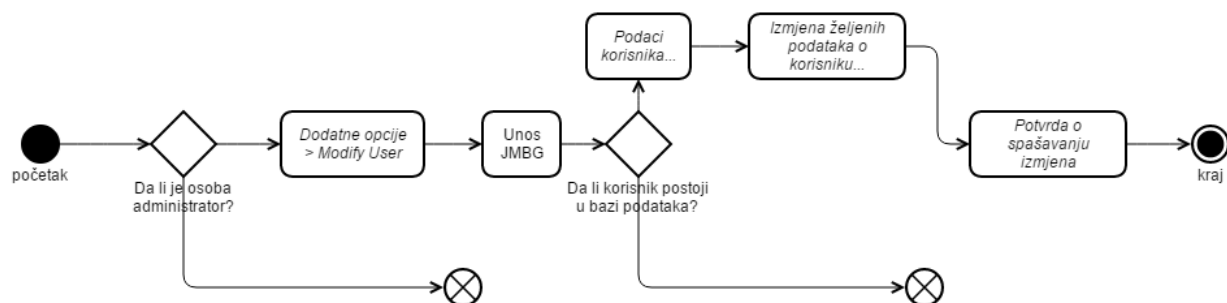 početak
Da li je osoba
administrator?
Dodatne opcije
> Modify User
Unos
JMBG
Da li korisnik postoji
u bazi podataka?
Podaci
korisnika...
Izmjena željenih
podataka o
korisniku...
Potvrda o
spašavanju
izmjena
kraj